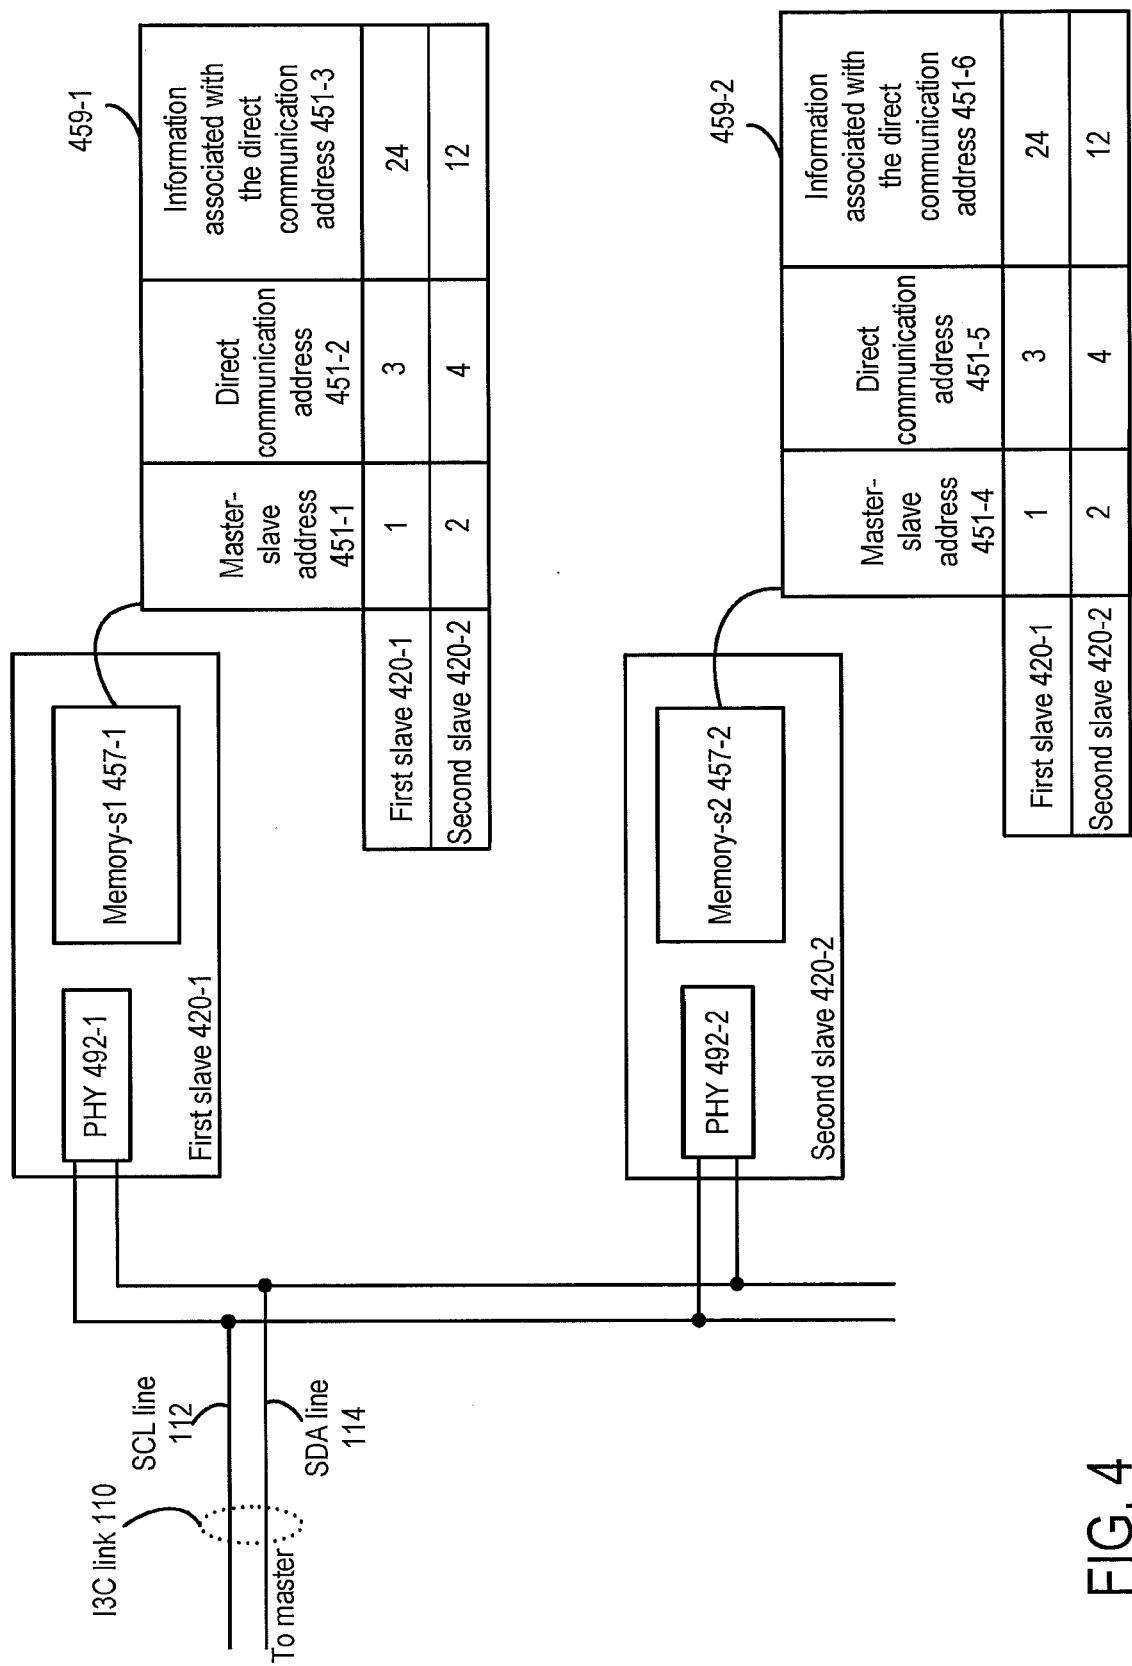 I3C link 110
SCL line
112
SDA line
114
To master
PHY 492-1
Memory-s1 457-1
First slave 420-1
459-1
Master-
slave
address
451-1
Direct
communication
address
451-2
Information
associated with
the direct
communication
address 451-3
First slave 420-1
1
3
24
Second slave 420-2
2
4
12
PHY 492-2
Memory-s2 457-2
Second slave 420-2
459-2
Master-
slave
address
451-4
Direct
communication
address
451-5
Information
associated with
the direct
communication
address 451-6
First slave 420-1
1
3
24
Second slave 420-2
2
4
12
FIG. 4